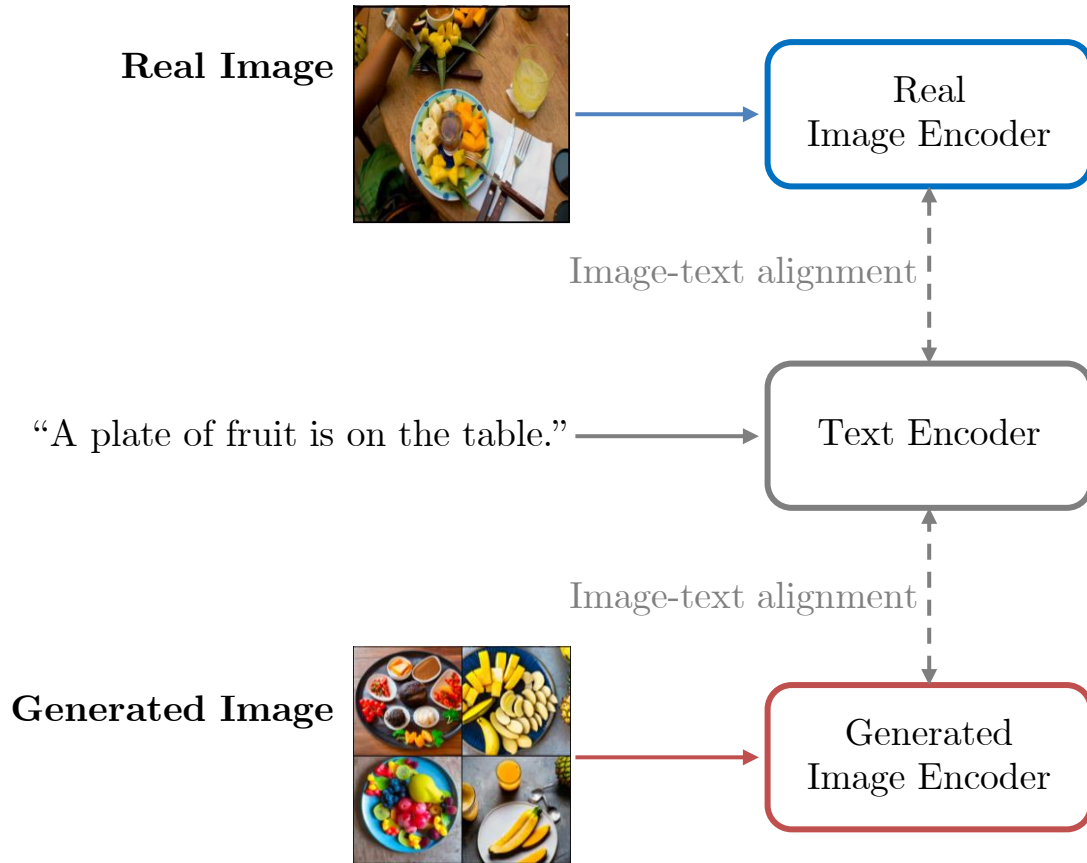 Real Image
Real
Image Encoder
Image-text alignment
“A plate of fruit is on the table.”
Text Encoder
Image-text alignment
Generated Image
Generated
Image Encoder